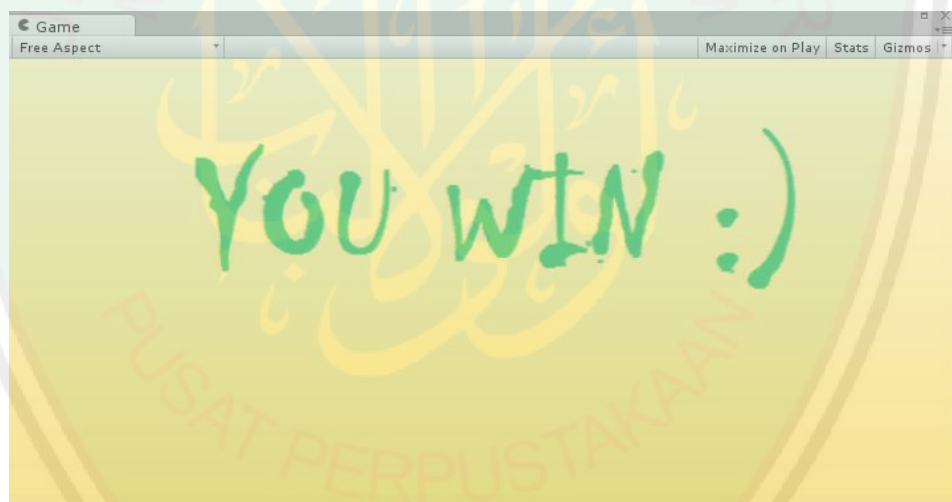 Game
Free Aspect Maximize on Play Stats Gizmos
YOU WIN :)
PUSAT PERPUSTAKAAN